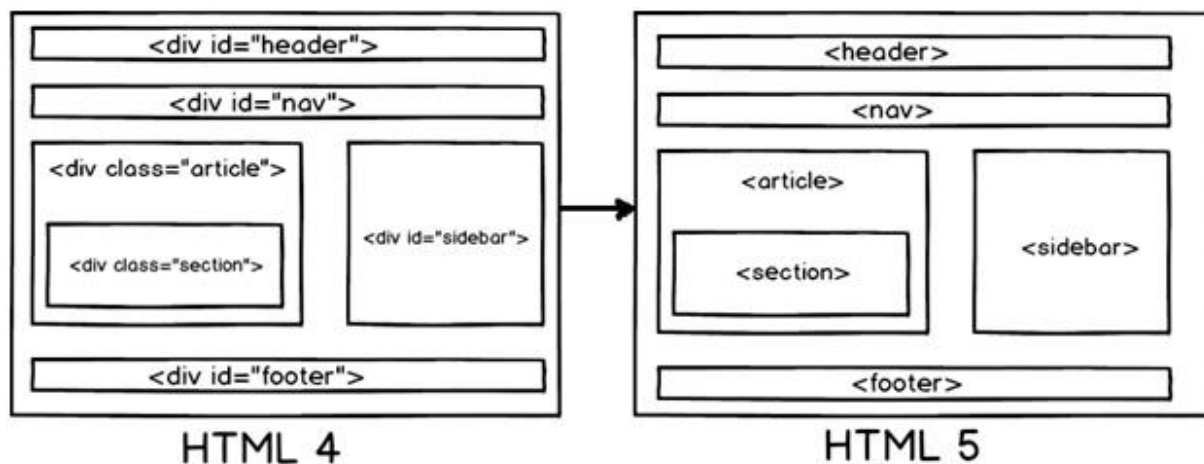 <div id="header">
<div id="nav">
<div class="article">
<div class="section">
<div id="sidebar">
<div id="footer">
HTML 4
<header>
<nav>
<article>
<section>
<sidebar>
<footer>
HTML 5